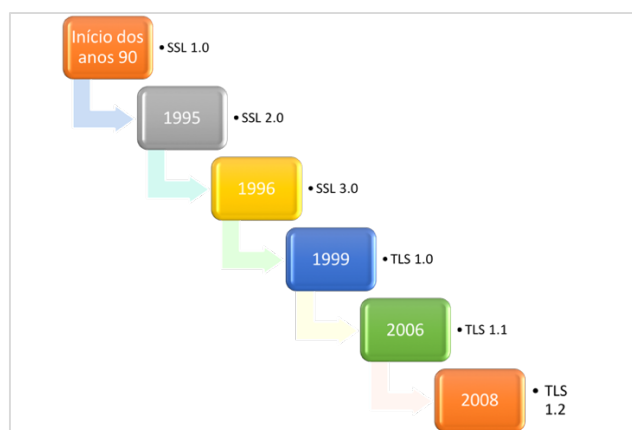 Início dos
anos 90
• SSL 1.0
1995
• SSL 2.0
1996
• SSL 3.0
1999
• TLS 1.0
2006
• TLS 1.1
2008
• TLS
1.2